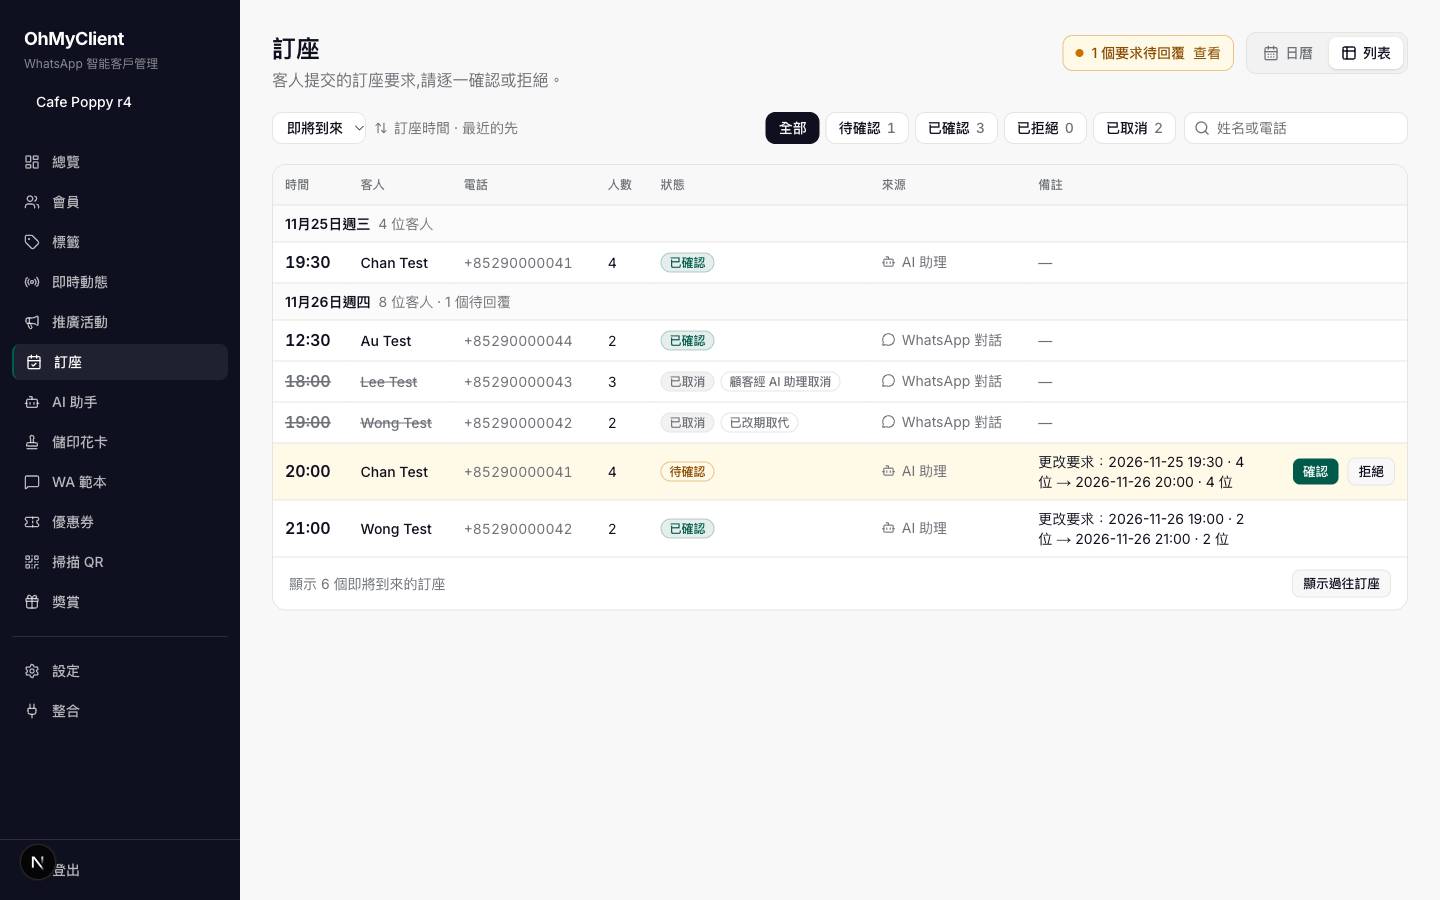 OhMyClient
WhatsApp 智能客戶管理
Cafe Poppy r4
總覽
會員
標籤
即時動態
推廣活動
訂座
AI 助手
儲印花卡
WA 範本
優惠券
掃描 QR
獎賞
設定
整合
N
登出
訂座
客人提交的訂座要求,請逐一確認或拒絕。
1 個要求待回覆 查看
日曆
列表
即將到來
訂座時間 · 最近的先
全部
待確認 1
已確認 3
已拒絕 0
已取消 2
姓名或電話
時間 客人 電話 人數 狀態 來源 備註
11月25日週三 4 位客人
19:30 Chan Test +85290000041 4 已確認 AI 助理 —
11月26日週四 8 位客人 · 1 個待回覆
12:30 Au Test +85290000044 2 已確認 WhatsApp 對話 —
18:00 Lee Test +85290000043 3 已取消 顧客經 AI 助理取消 WhatsApp 對話 —
19:00 Wong Test +85290000042 2 已取消 已改期取代 WhatsApp 對話 —
20:00 Chan Test +85290000041 4 待確認 AI 助理 更改要求：2026-11-25 19:30 · 4
位 → 2026-11-26 20:00 · 4 位
確認 拒絕
21:00 Wong Test +85290000042 2 已確認 AI 助理 更改要求：2026-11-26 19:00 · 2
位 → 2026-11-26 21:00 · 2 位
顯示 6 個即將到來的訂座
顯示過往訂座